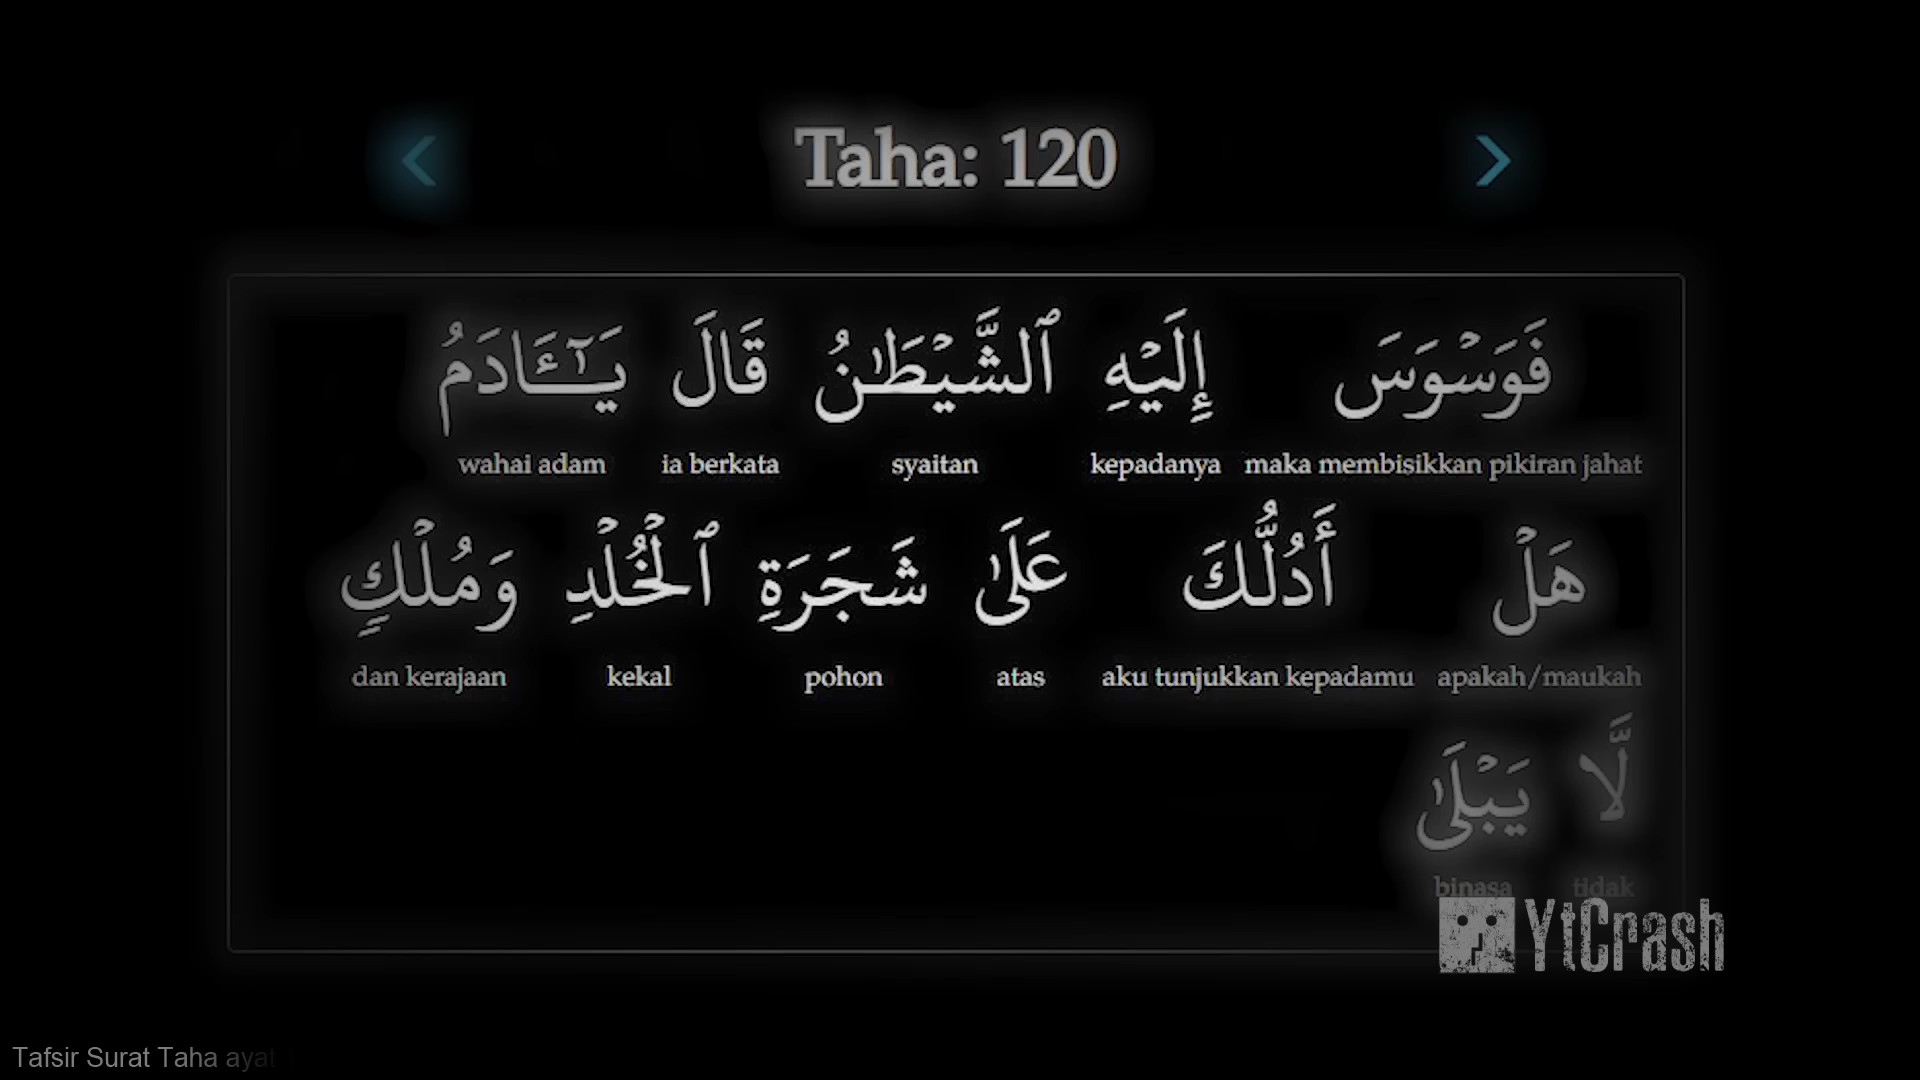 Taha: 120
فَوَسْوَسَ إِلَيْهِ ٱلشَّيْطَٰنُ قَالَ يَٰٓـَٔادَمُ
maka membisikkan pikiran jahat kepadanya syaitan ia berkata wahai adam
هَلْ أَدُلُّكَ عَلَىٰ شَجَرَةِ ٱلْخُلْدِ وَمُلْكٍ
apakah/maukah aku tunjukkan kepadamu atas pohon kekal dan kerajaan
لَّا يَبْلَىٰ
tidak binasa
YtCrash
Tafsir Surat Taha ayat